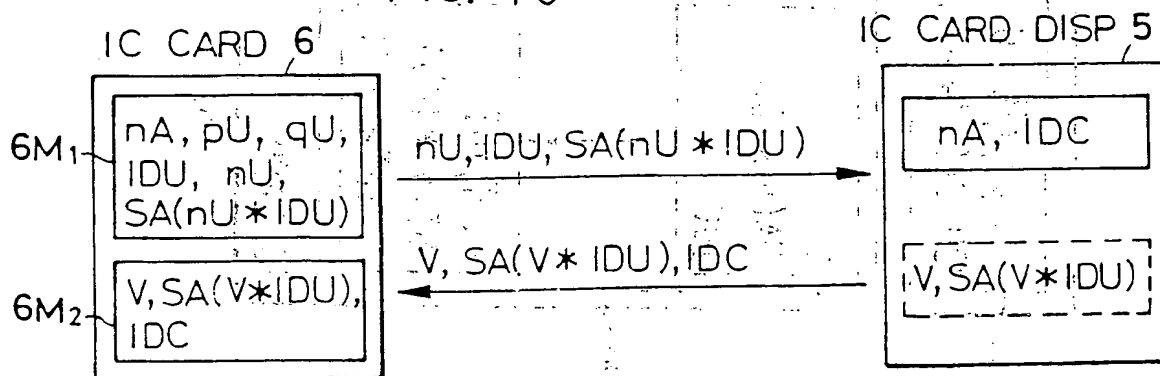 IC CARD 6
IC CARD DISP 5
6M1
nA, pU, qU,
IDU, nU,
SA(nU * IDU)
nU, IDU, SA(nU * IDU)
nA, IDC
V, SA(V * IDU), IDC
6M2
V, SA(V*IDU),
IDC
V, SA(V*IDU)